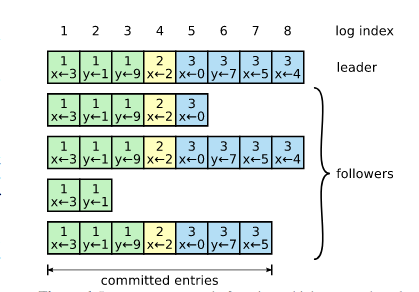 1 2 3 4 5 6 7 8 log index
1 1 1 2 3 3 3 3
x←3 y←1 y←9 x←2 x←0 y←7 x←5 x←4 leader
1 1 1 2 3
x←3 y←1 y←9 x←2 x←0
1 1 1 2 3 3 3 3
x←3 y←1 y←9 x←2 x←0 y←7 x←5 x←4
followers
1 1
x←3 y←1
1 1 1 2 3 3 3
x←3 y←1 y←9 x←2 x←0 y←7 x←5
committed entries